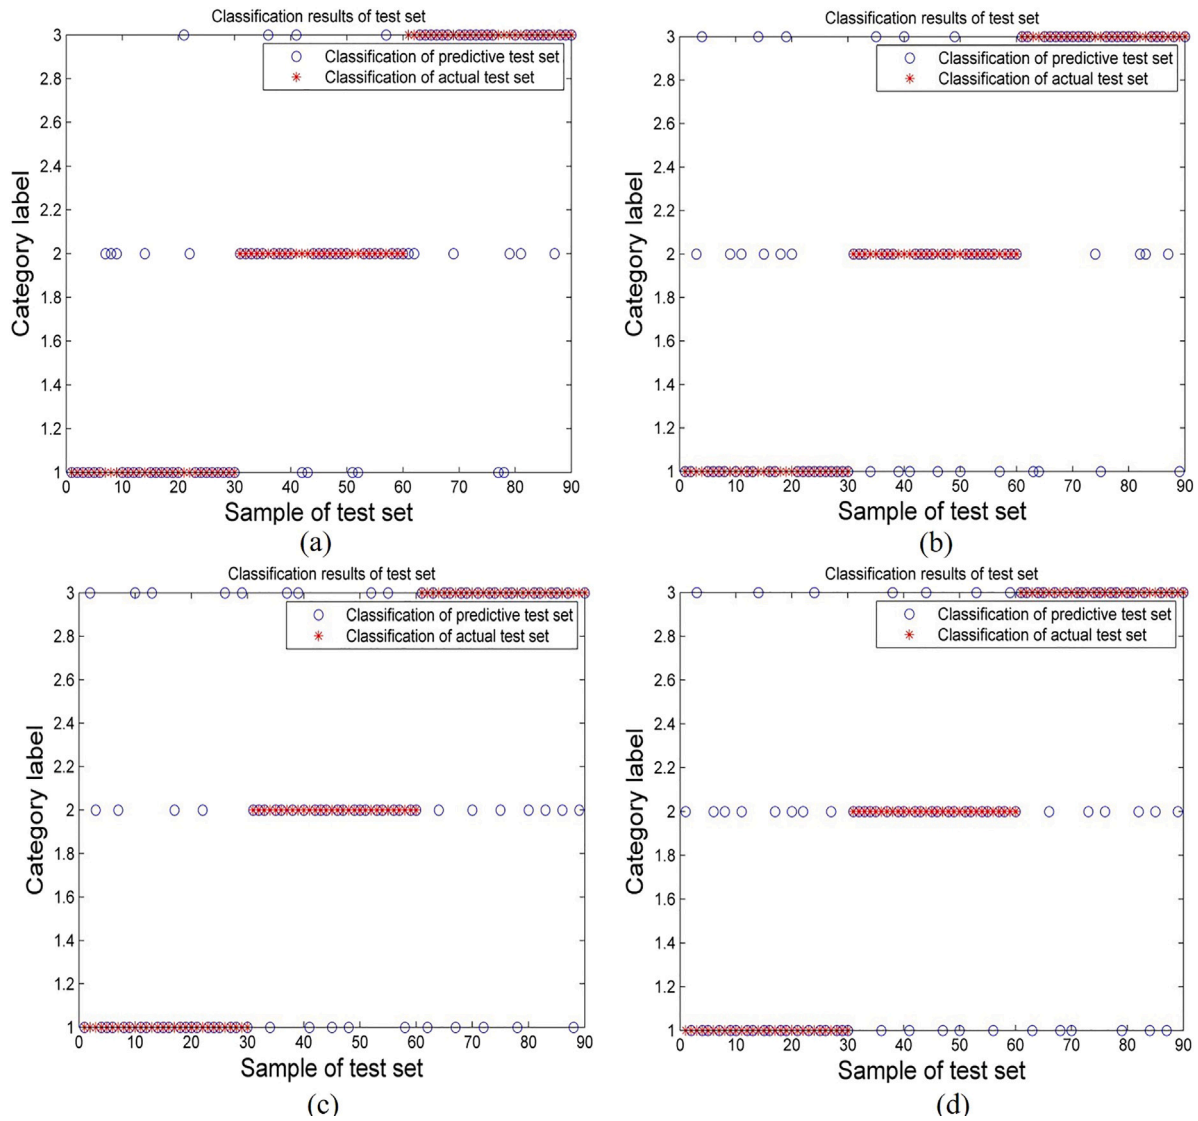 Classification results of test set
3
2.8
2.6
2.4
2.2
2
1.8
1.6
1.4
1.2
1
0 10 20 30 40 50 60 70 80 90
Category label
Classification of predictive test set
Classification of actual test set
Sample of test set
(a)
Classification results of test set
3
2.8
2.6
2.4
2.2
2
1.8
1.6
1.4
1.2
1
0 10 20 30 40 50 60 70 80 90
Category label
Classification of predictive test set
Classification of actual test set
Sample of test set
(b)
Classification results of test set
3
2.8
2.6
2.4
2.2
2
1.8
1.6
1.4
1.2
1
0 10 20 30 40 50 60 70 80 90
Category label
Classification of predictive test set
Classification of actual test set
Sample of test set
(c)
Classification results of test set
3
2.8
2.6
2.4
2.2
2
1.8
1.6
1.4
1.2
1
0 10 20 30 40 50 60 70 80 90
Category label
Classification of predictive test set
Classification of actual test set
Sample of test set
(d)